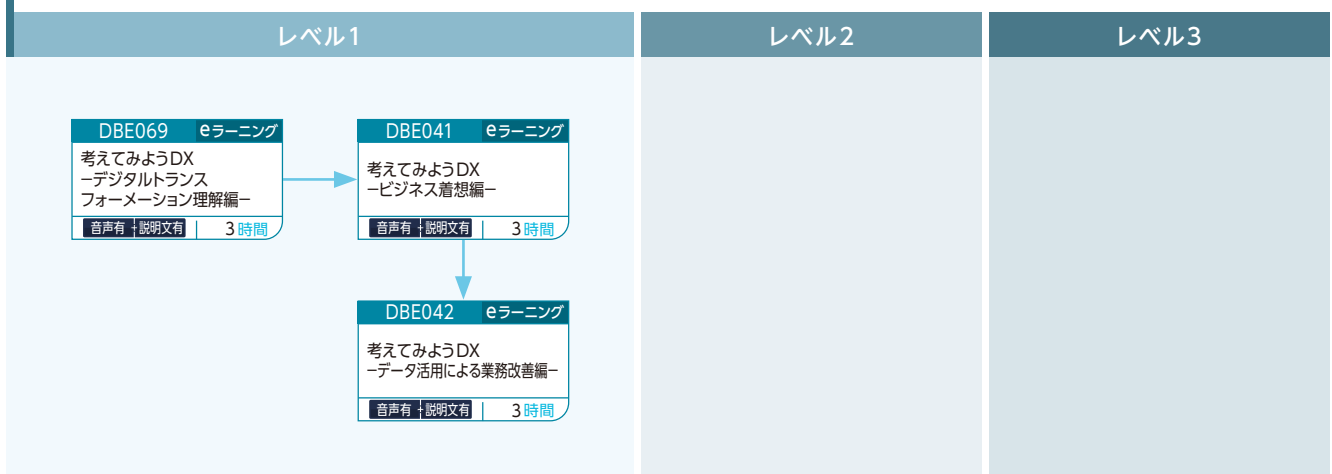 レベル1
レベル2
レベル3
DBE069 eラーニング
考えてみようDX
−デジタルトランス
フォーメーション理解編−
音声有+説明文有 3時間
DBE041 eラーニング
考えてみようDX
−ビジネス着想編−
音声有+説明文有 3時間
DBE042 eラーニング
考えてみようDX
−データ活用による業務改善編−
音声有+説明文有 3時間